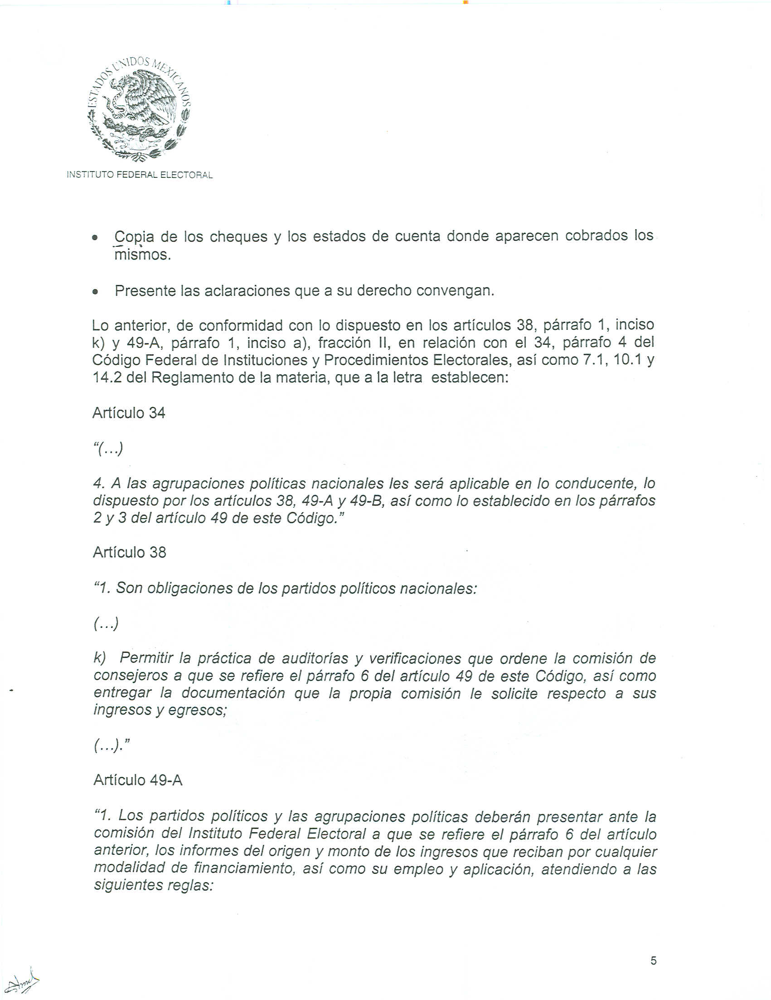 ESTADOS UNIDOS MEXICANOS
INSTITUTO FEDERAL ELECTORAL
• Copia de los cheques y los estados de cuenta donde aparecen cobrados los
mismos.
• Presente las aclaraciones que a su derecho convengan.
Lo anterior, de conformidad con lo dispuesto en los artículos 38, párrafo 1, inciso
k) y 49-A, párrafo 1, inciso a), fracción II, en relación con el 34, párrafo 4 del
Código Federal de Instituciones y Procedimientos Electorales, así como 7.1, 10.1 y
14.2 del Reglamento de la materia, que a la letra establecen:
Artículo 34
“(...)
4. A las agrupaciones políticas nacionales les será aplicable en lo conducente, lo
dispuesto por los artículos 38, 49-A y 49-B, así como lo establecido en los párrafos
2 y 3 del artículo 49 de este Código.”
Artículo 38
“1. Son obligaciones de los partidos políticos nacionales:
(...)
k) Permitir la práctica de auditorías y verificaciones que ordene la comisión de
consejeros a que se refiere el párrafo 6 del artículo 49 de este Código, así como
entregar la documentación que la propia comisión le solicite respecto a sus
ingresos y egresos;
(...).”
Artículo 49-A
“1. Los partidos políticos y las agrupaciones políticas deberán presentar ante la
comisión del Instituto Federal Electoral a que se refiere el párrafo 6 del artículo
anterior, los informes del origen y monto de los ingresos que reciban por cualquier
modalidad de financiamiento, así como su empleo y aplicación, atendiendo a las
siguientes reglas:
5